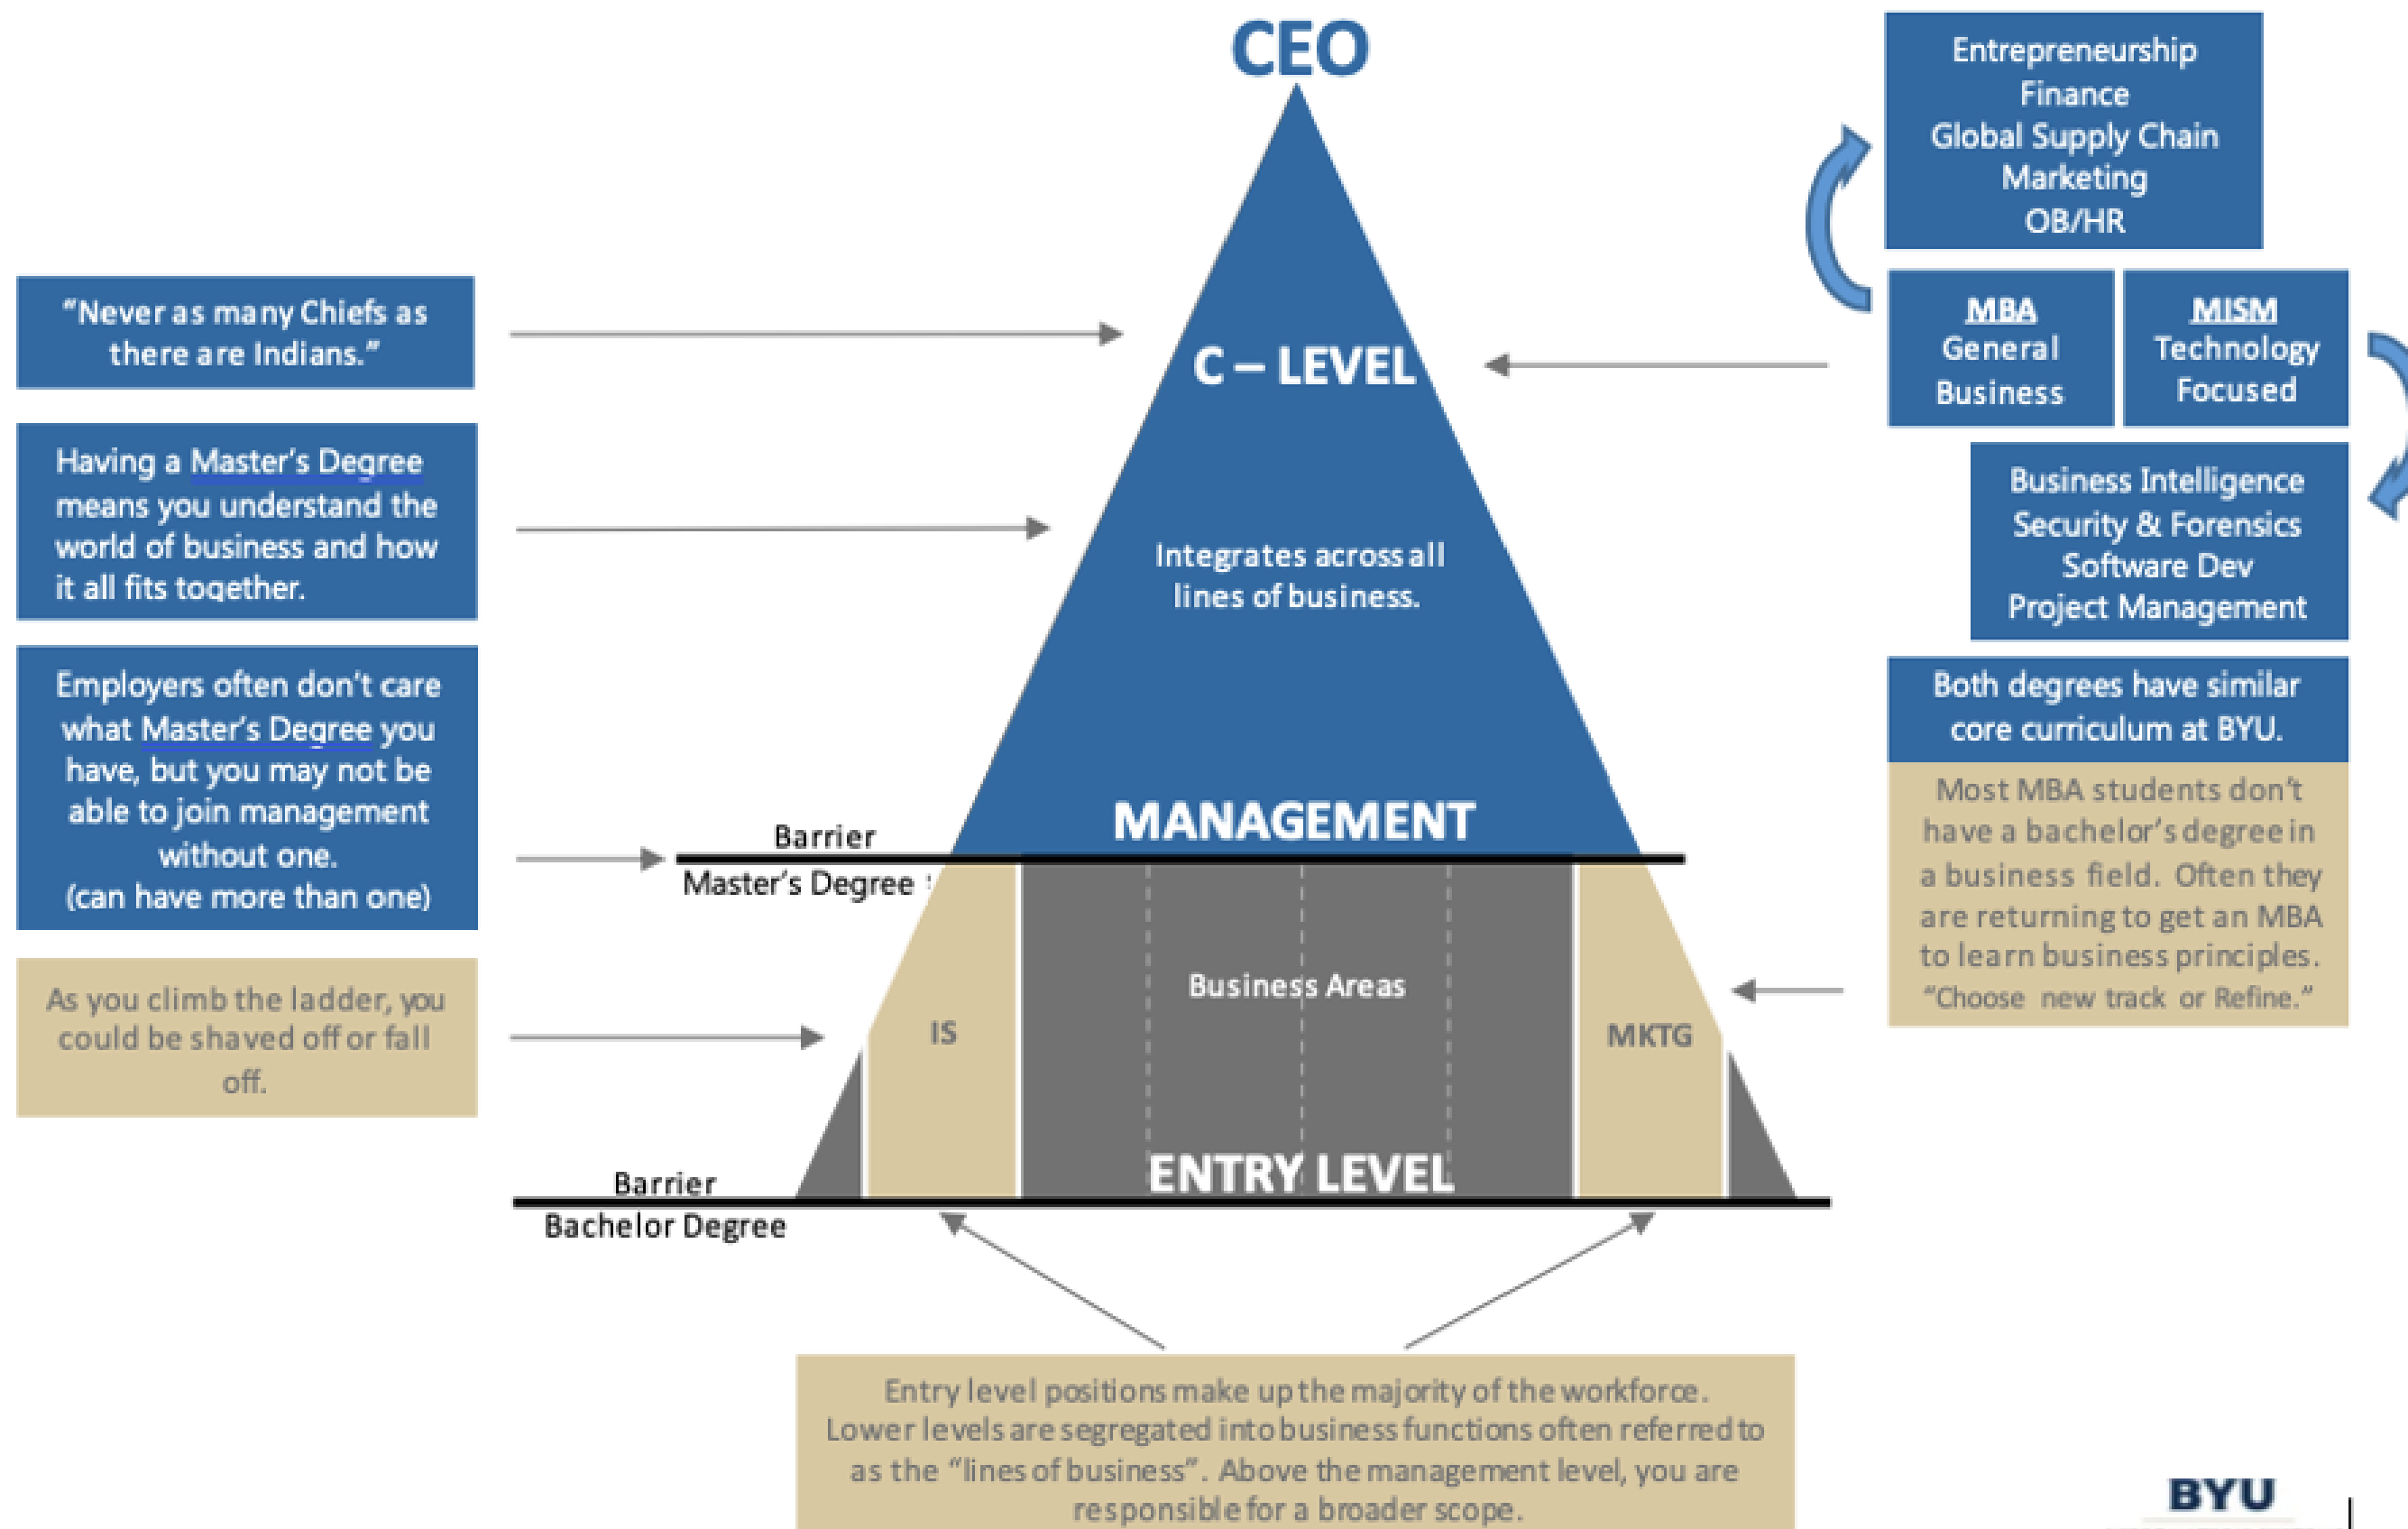 CEO
"Never as many Chiefs as
there are Indians."
Having a Master's Degree
means you understand the
world of business and how
it all fits together.
Employers often don't care
what Master's Degree you
have, but you may not be
able to join management
without one.
(can have more than one)
As you climb the ladder, you
could be shaved off or fall
off.
C – LEVEL
Integrates across all
lines of business.
MANAGEMENT
Barrier
Master's Degree
Business Areas
IS
MKTG
ENTRY LEVEL
Barrier
Bachelor Degree
Entrepreneurship
Finance
Global Supply Chain
Marketing
OB/HR
MBA
General
Business
MISM
Technology
Focused
Business Intelligence
Security & Forensics
Software Dev
Project Management
Both degrees have similar
core curriculum at BYU.
Most MBA students don't
have a bachelor's degree in
a business field. Often they
are returning to get an MBA
to learn business principles.
"Choose new track or Refine."
Entry level positions make up the majority of the workforce.
Lower levels are segregated into business functions often referred to
as the "lines of business". Above the management level, you are
responsible for a broader scope.
BYU